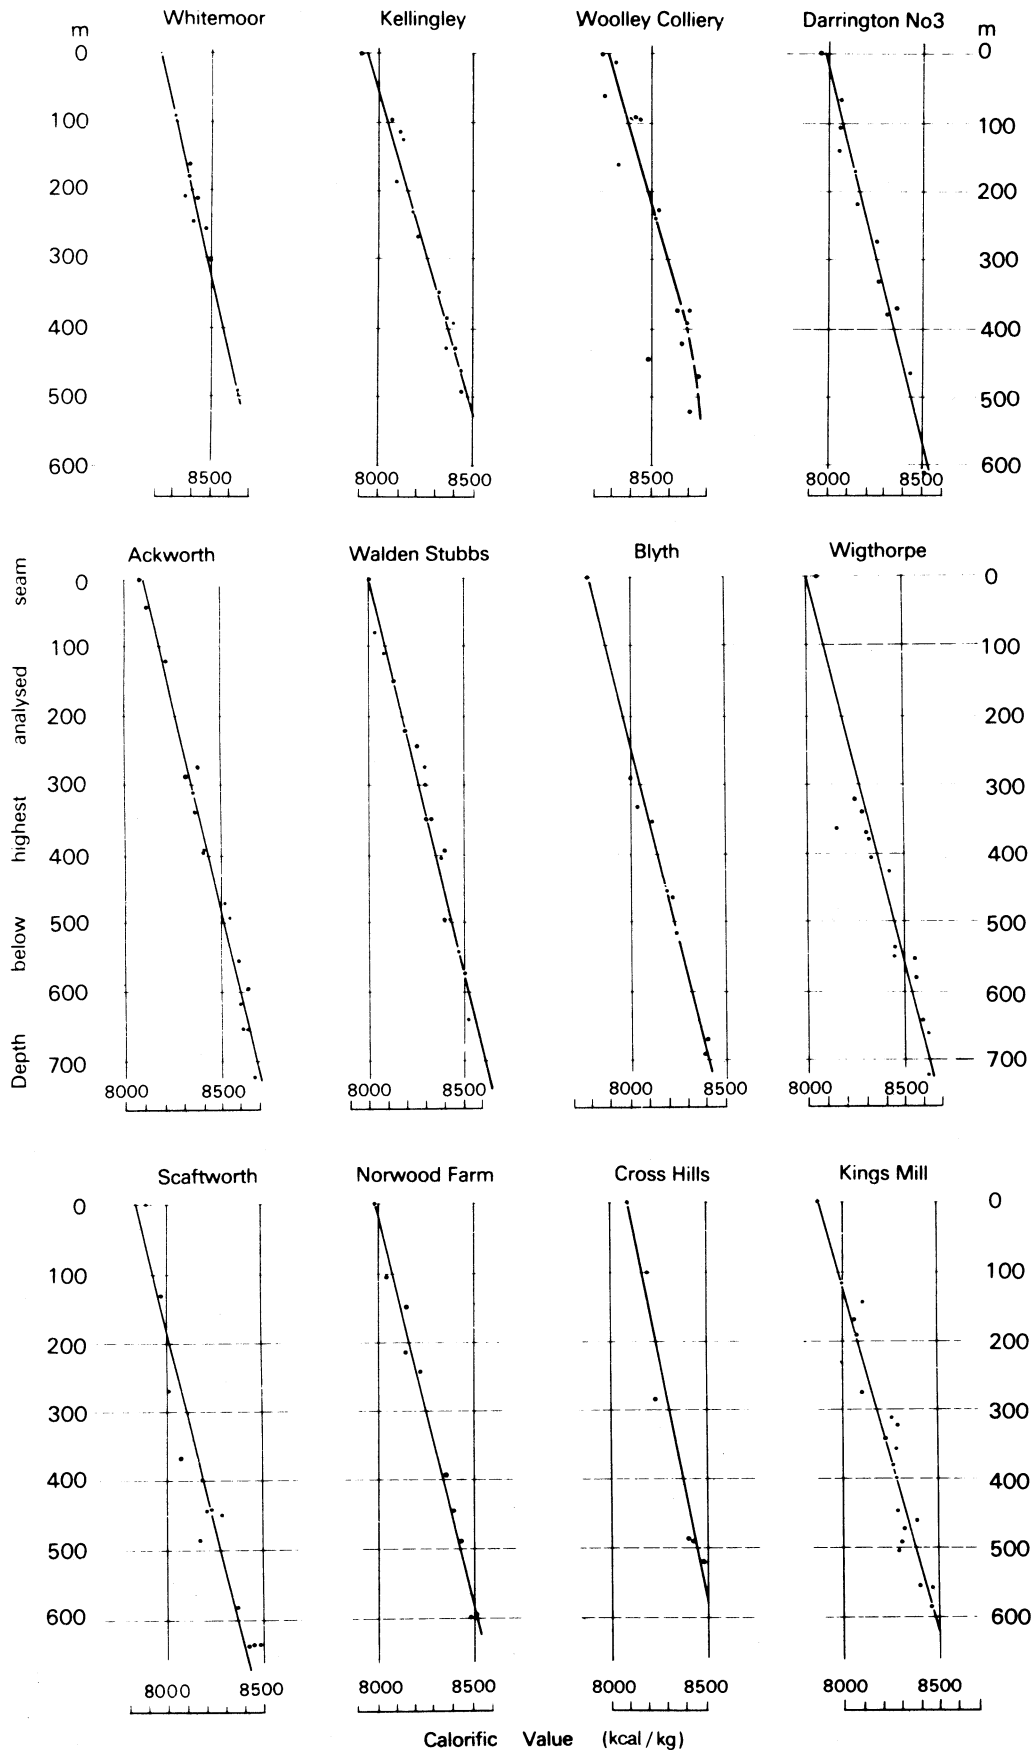 Whitemoor Kellingley Woolley Colliery Darrington No3
m m
0 0
100 100
200 200
300 300
400 400
500 500
600 600
8500 8000 8500 8500 8000 8500
Ackworth Walden Stubbs Blyth Wigthorpe
0 0
100 100
200 200
300 300
400 400
500 500
600 600
700 700
8000 8500 8000 8500 8000 8500 8000 8500
Depth below highest analysed seam
Scaftworth Norwood Farm Cross Hills Kings Mill
0 0
100 100
200 200
300 300
400 400
500 500
600 600
8000 8500 8000 8500 8000 8500 8000 8500
Calorific Value (kcal/kg)